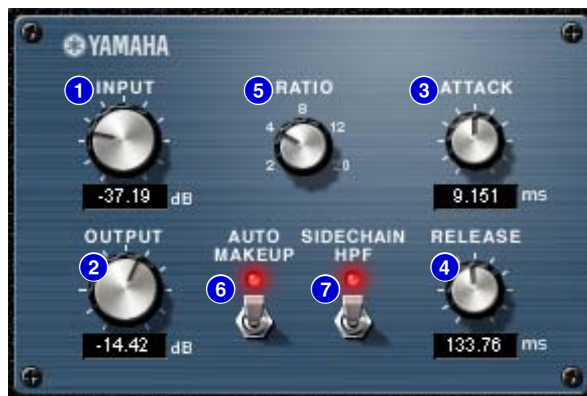 YAMAHA
1 INPUT
5 RATIO
3 ATTACK
8
4 12
2 20
-37.19 dB
9.151 ms
OUTPUT
AUTO MAKEUP
SIDECHAIN HPF
RELEASE
2
6
7
4
-14.42 dB
133.76 ms